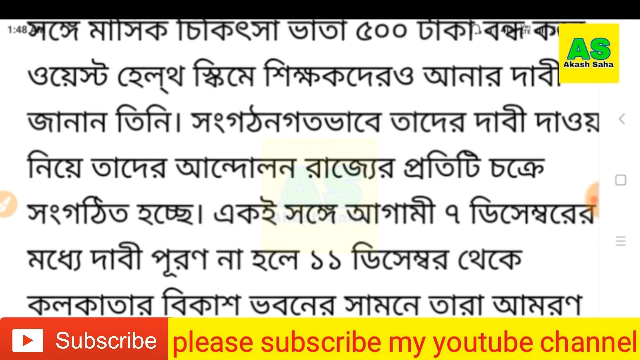 সঙ্গে মাসিক চিকিৎসা ভাতা ৫০০ টাকা বন্ধ করে
1:48 AM
AS
Akash Saha
ওয়েস্ট হেল্থ স্কিমে শিক্ষকদেরও আনার দাবী
জানান তিনি। সংগঠনগতভাবে তাদের দাবী দাওয়
নিয়ে তাদের আন্দোলন রাজ্যের প্রতিটি চক্রে
সংগঠিত হচ্ছে। একই সঙ্গে আগামী ৭ ডিসেম্বরের
মধ্যে দাবী পূরণ না হলে ১১ ডিসেম্বর থেকে
কলকাতার বিকাশ ভবনের সামনে তারা আমরণ
Subscribe please subscribe my youtube channel